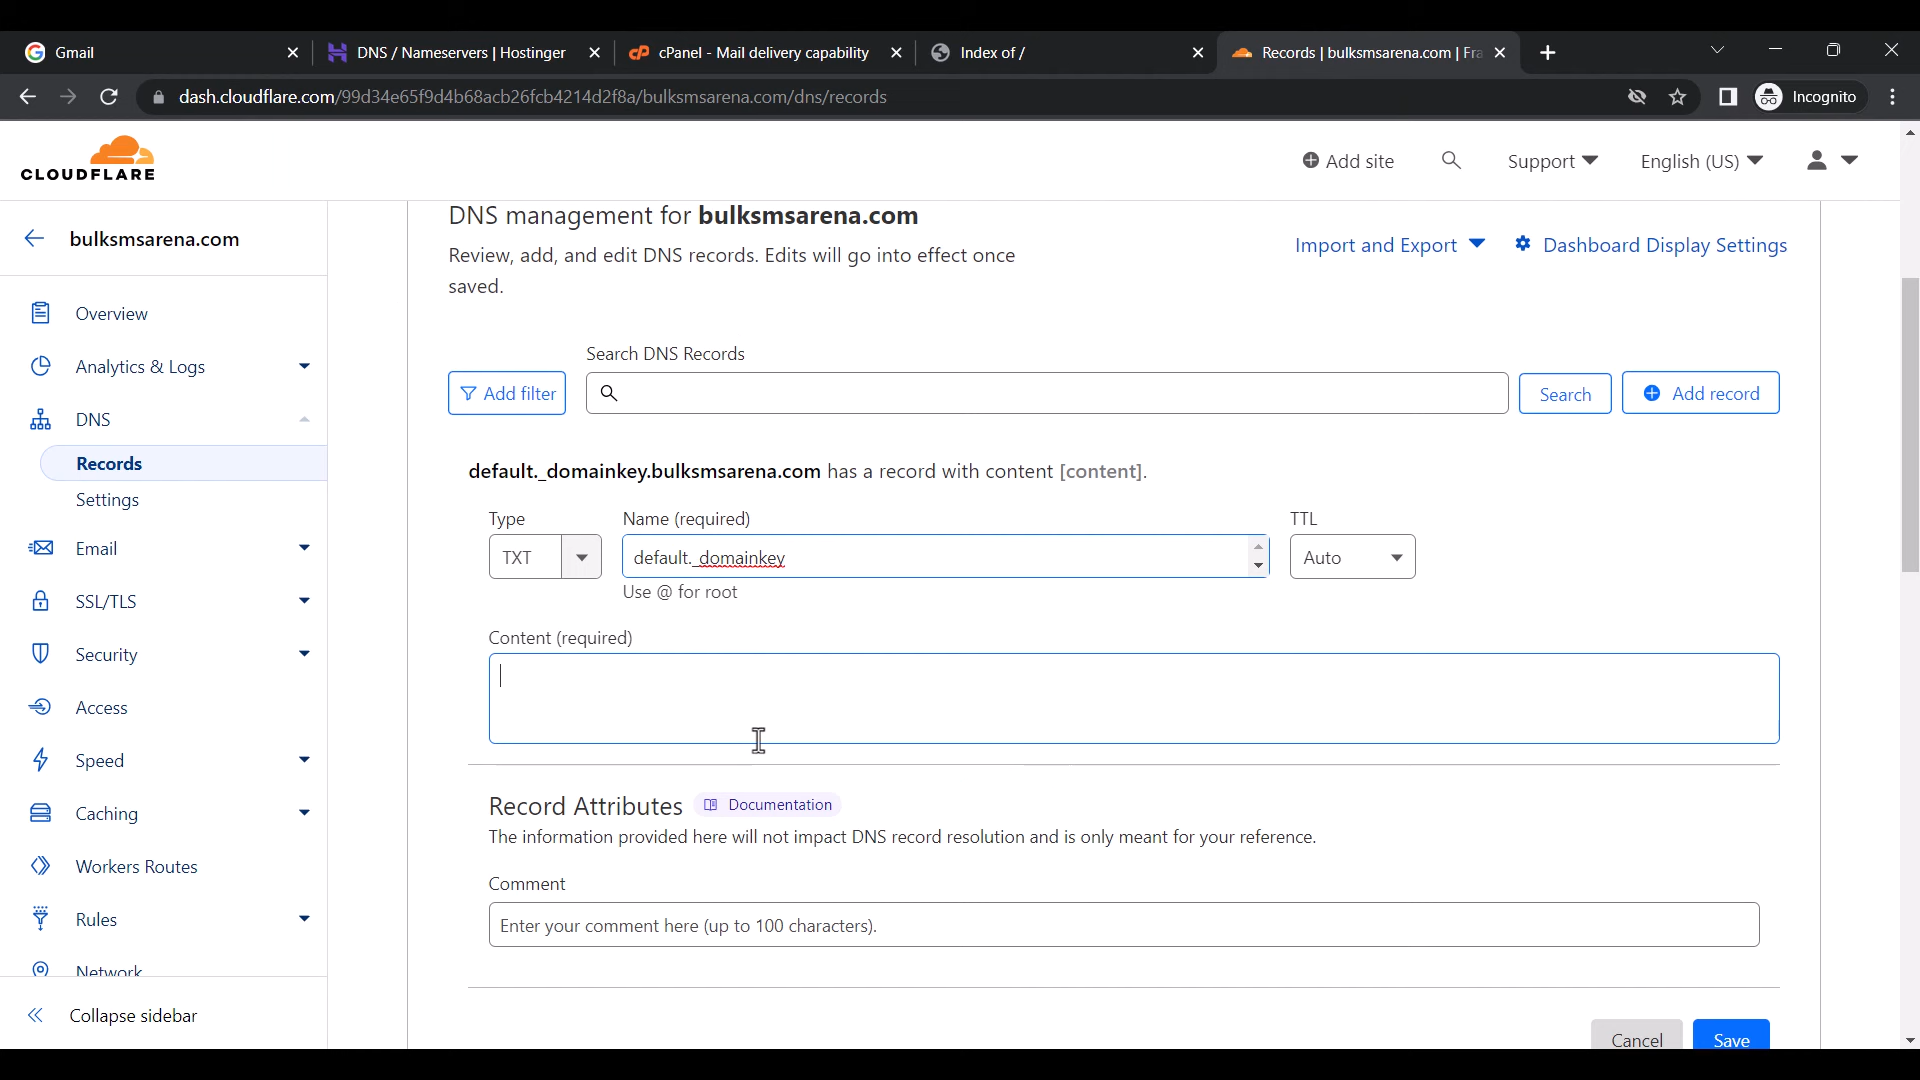 Gmail
DNS / Nameservers | Hostinger
cPanel - Mail delivery capability
Index of /
Records | bulksmsarena.com | Fra
dash.cloudflare.com/99d34e65f9d4b68acb26fcb4214d2f8a/bulksmsarena.com/dns/records
Incognito
CLOUDFLARE
Add site
Support
English (US)
bulksmsarena.com
Overview
Analytics & Logs
DNS
Records
Settings
Email
SSL/TLS
Security
Access
Speed
Caching
Workers Routes
Rules
Network
Collapse sidebar
DNS management for bulksmsarena.com
Review, add, and edit DNS records. Edits will go into effect once
saved.
Import and Export
Dashboard Display Settings
Search DNS Records
Add filter
Search
Add record
default._domainkey.bulksmsarena.com has a record with content [content].
Type
Name (required)
TTL
TXT
default._domainkey
Auto
Use @ for root
Content (required)
Record Attributes
Documentation
The information provided here will not impact DNS record resolution and is only meant for your reference.
Comment
Enter your comment here (up to 100 characters).
Cancel
Save